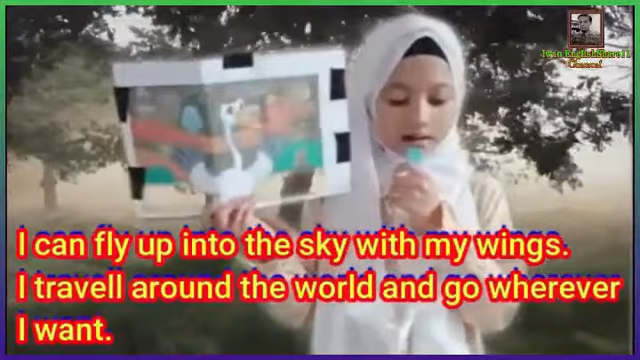 I can fly up into the sky with my wings.
I travell around the world and go wherever
I want.